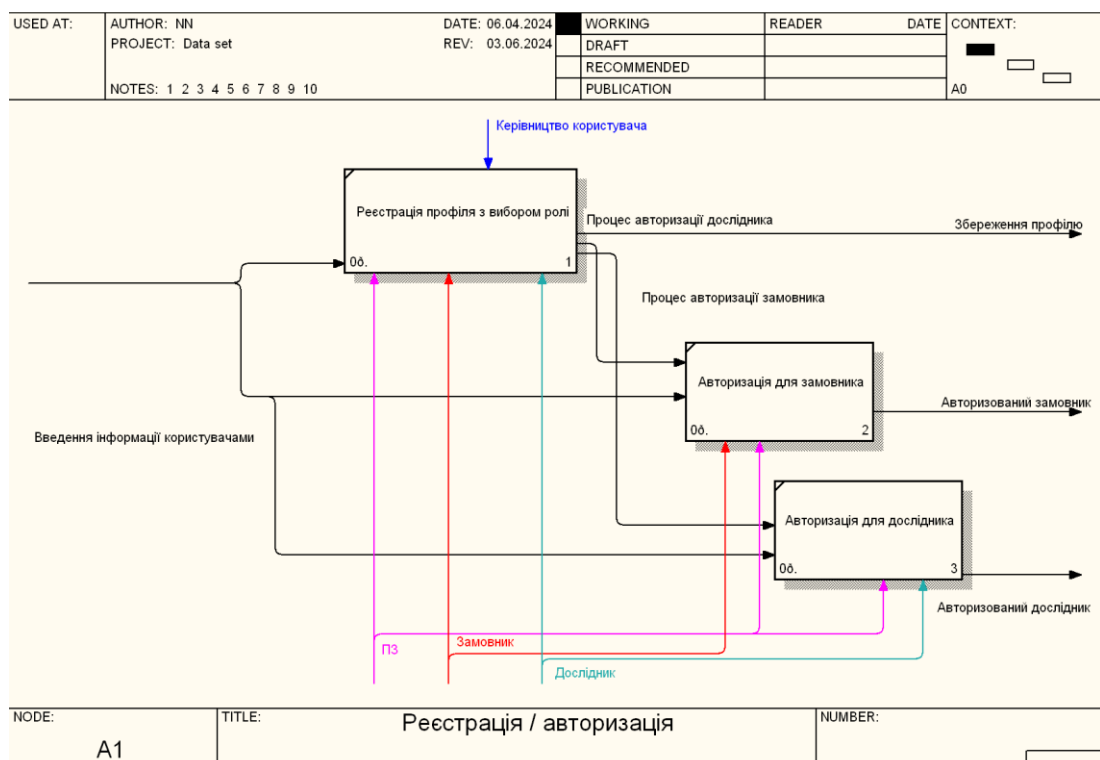 USED AT:
AUTHOR: NN
DATE: 06.04.2024
WORKING
READER
DATE
CONTEXT:
PROJECT: Data set
REV: 03.06.2024
DRAFT
RECOMMENDED
NOTES: 1 2 3 4 5 6 7 8 9 10
PUBLICATION
A0
Керівництво користувача
Реєстрація профіля з вибором ролі
0ð.
1
Процес авторизації дослідника
Збереження профілю
Процес авторизації замовника
Авторизація для замовника
0ð.
2
Авторизований замовник
Введення інформації користувачами
Авторизація для дослідника
0ð.
3
Авторизований дослідник
ПЗ
Замовник
Дослідник
NODE:
TITLE:
NUMBER:
A1
Реєстрація / авторизація